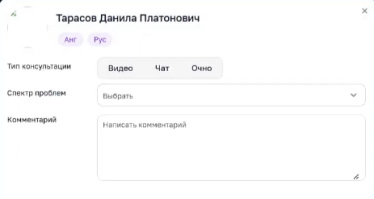 Тарасов Данила Платонович
Анг Рус
Тип консультации Видео Чат Очно
Спектр проблем Выбрать
Комментарий Написать комментарий